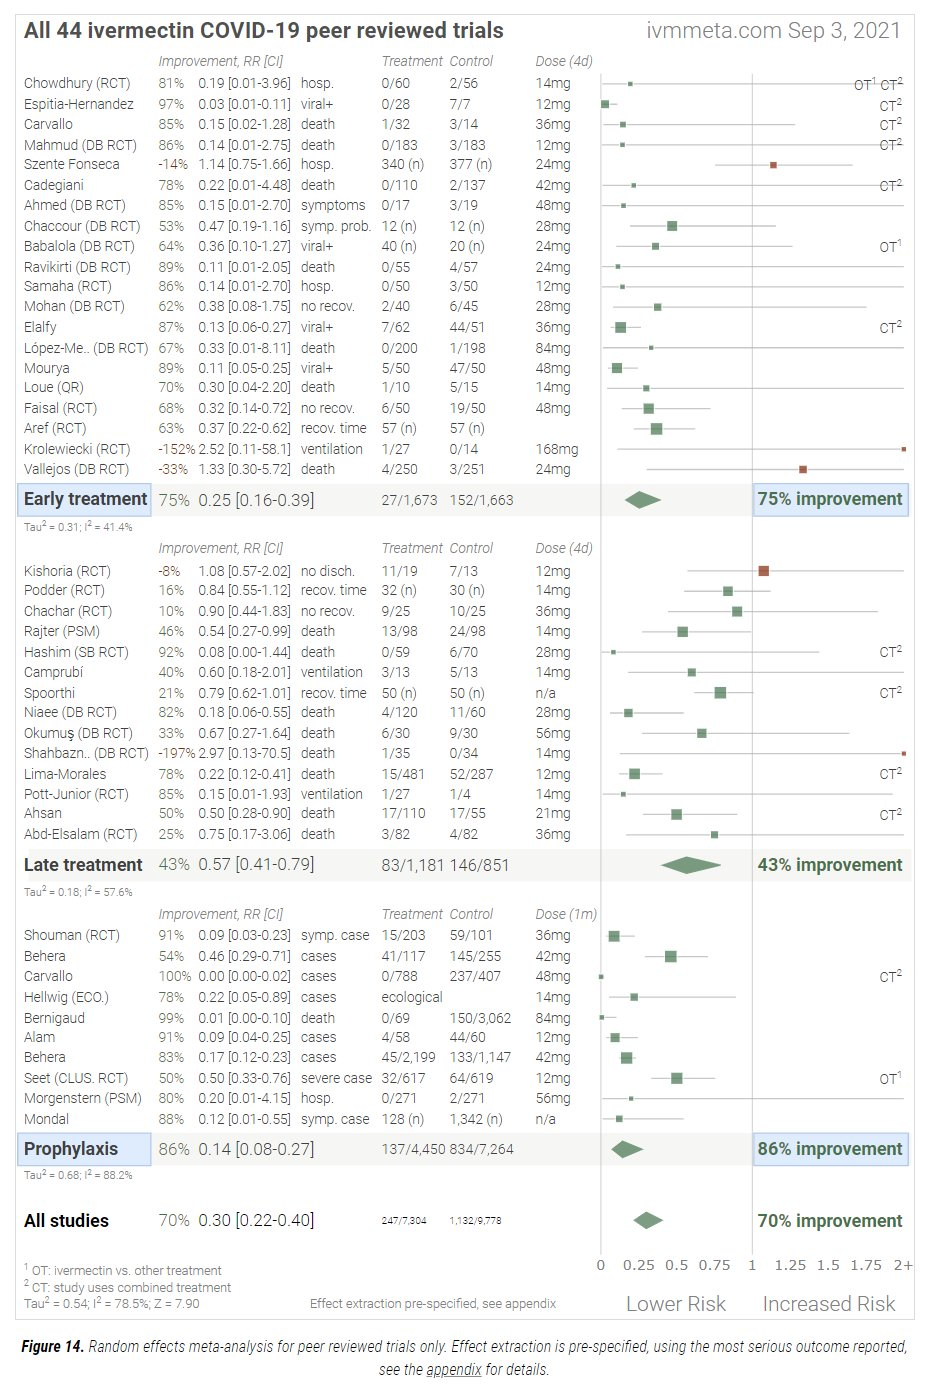 All 44 ivermectin COVID-19 peer reviewed trials ivmmeta.com Sep 3, 2021
Improvement, RR [CI] Treatment Control Dose (4d)
Chowdhury (RCT) 81% 0.19 [0.01-3.96] hosp. 0/60 2/56 14mg OT¹ CT²
Espitia-Hernandez 97% 0.03 [0.01-0.11] viral+ 0/28 7/7 12mg CT²
Carvallo 85% 0.15 [0.02-1.28] death 1/32 3/14 36mg CT²
Mahmud (DB RCT) 86% 0.14 [0.01-2.75] death 0/183 3/183 12mg CT²
Szente Fonseca -14% 1.14 [0.75-1.66] hosp. 340 (n) 377 (n) 24mg
Cadegiani 78% 0.22 [0.01-4.48] death 0/110 2/137 42mg CT²
Ahmed (DB RCT) 85% 0.15 [0.01-2.70] symptoms 0/17 3/19 48mg
Chaccour (DB RCT) 53% 0.47 [0.19-1.16] symp. prob. 12 (n) 12 (n) 28mg
Babalola (DB RCT) 64% 0.36 [0.10-1.27] viral+ 40 (n) 20 (n) 24mg OT¹
Ravikirti (DB RCT) 89% 0.11 [0.01-2.05] death 0/55 4/57 24mg
Samaha (RCT) 86% 0.14 [0.01-2.70] hosp. 0/50 3/50 12mg
Mohan (DB RCT) 62% 0.38 [0.08-1.75] no recov. 2/40 6/45 28mg
Elalfy 87% 0.13 [0.06-0.27] viral+ 7/62 44/51 36mg CT²
López-Me.. (DB RCT) 67% 0.33 [0.01-8.11] death 0/200 1/198 84mg
Mourya 89% 0.11 [0.05-0.25] viral+ 5/50 47/50 48mg
Loue (QR) 70% 0.30 [0.04-2.20] death 1/10 5/15 14mg
Faisal (RCT) 68% 0.32 [0.14-0.72] no recov. 6/50 19/50 48mg
Aref (RCT) 63% 0.37 [0.22-0.62] recov. time 57 (n) 57 (n)
Krolewiecki (RCT) -152% 2.52 [0.11-58.1] ventilation 1/27 0/14 168mg
Vallejos (DB RCT) -33% 1.33 [0.30-5.72] death 4/250 3/251 24mg
Early treatment 75% 0.25 [0.16-0.39] 27/1,673 152/1,663 75% improvement
Tau² = 0.31; I² = 41.4%
Improvement, RR [CI] Treatment Control Dose (4d)
Kishoria (RCT) -8% 1.08 [0.57-2.02] no disch. 11/19 7/13 12mg
Podder (RCT) 16% 0.84 [0.55-1.12] recov. time 32 (n) 30 (n) 14mg
Chachar (RCT) 10% 0.90 [0.44-1.83] no recov. 9/25 10/25 36mg
Rajter (PSM) 46% 0.54 [0.27-0.99] death 13/98 24/98 14mg
Hashim (SB RCT) 92% 0.08 [0.00-1.44] death 0/59 6/70 28mg CT²
Camprubí 40% 0.60 [0.18-2.01] ventilation 3/13 5/13 14mg
Spoorthi 21% 0.79 [0.62-1.01] recov. time 50 (n) 50 (n) n/a CT²
Niaee (DB RCT) 82% 0.18 [0.06-0.55] death 4/120 11/60 28mg
Okumuş (DB RCT) 33% 0.67 [0.27-1.64] death 6/30 9/30 56mg
Shahbazn.. (DB RCT) -197% 2.97 [0.13-70.5] death 1/35 0/34 14mg
Lima-Morales 78% 0.22 [0.12-0.41] death 15/481 52/287 12mg CT²
Pott-Junior (RCT) 85% 0.15 [0.01-1.93] ventilation 1/27 1/4 14mg
Ahsan 50% 0.50 [0.28-0.90] death 17/110 17/55 21mg CT²
Abd-Elsalam (RCT) 25% 0.75 [0.17-3.06] death 3/82 4/82 36mg
Late treatment 43% 0.57 [0.41-0.79] 83/1,181 146/851 43% improvement
Tau² = 0.18; I² = 57.6%
Improvement, RR [CI] Treatment Control Dose (1m)
Shouman (RCT) 91% 0.09 [0.03-0.23] symp. case 15/203 59/101 36mg
Behera 54% 0.46 [0.29-0.71] cases 41/117 145/255 42mg
Carvallo 100% 0.00 [0.00-0.02] cases 0/788 237/407 48mg CT²
Hellwig (ECO.) 78% 0.22 [0.05-0.89] cases ecological 14mg
Bernigaud 99% 0.01 [0.00-0.10] death 0/69 150/3,062 84mg
Alam 91% 0.09 [0.04-0.25] cases 4/58 44/60 12mg
Behera 83% 0.17 [0.12-0.23] cases 45/2,199 133/1,147 42mg
Seet (CLUS. RCT) 50% 0.50 [0.33-0.76] severe case 32/617 64/619 12mg OT¹
Morgenstern (PSM) 80% 0.20 [0.01-4.15] hosp. 0/271 2/271 56mg
Mondal 88% 0.12 [0.01-0.55] symp. case 128 (n) 1,342 (n) n/a
Prophylaxis 86% 0.14 [0.08-0.27] 137/4,450 834/7,264 86% improvement
Tau² = 0.68; I² = 88.2%
All studies 70% 0.30 [0.22-0.40] 247/7,304 1,132/9,778 70% improvement
0 0.25 0.5 0.75 1 1.25 1.5 1.75 2+
¹ OT: ivermectin vs. other treatment
² CT: study uses combined treatment
Tau² = 0.54; I² = 78.5%; Z = 7.90 Effect extraction pre-specified, see appendix Lower Risk Increased Risk
Figure 14. Random effects meta-analysis for peer reviewed trials only. Effect extraction is pre-specified, using the most serious outcome reported,
see the appendix for details.